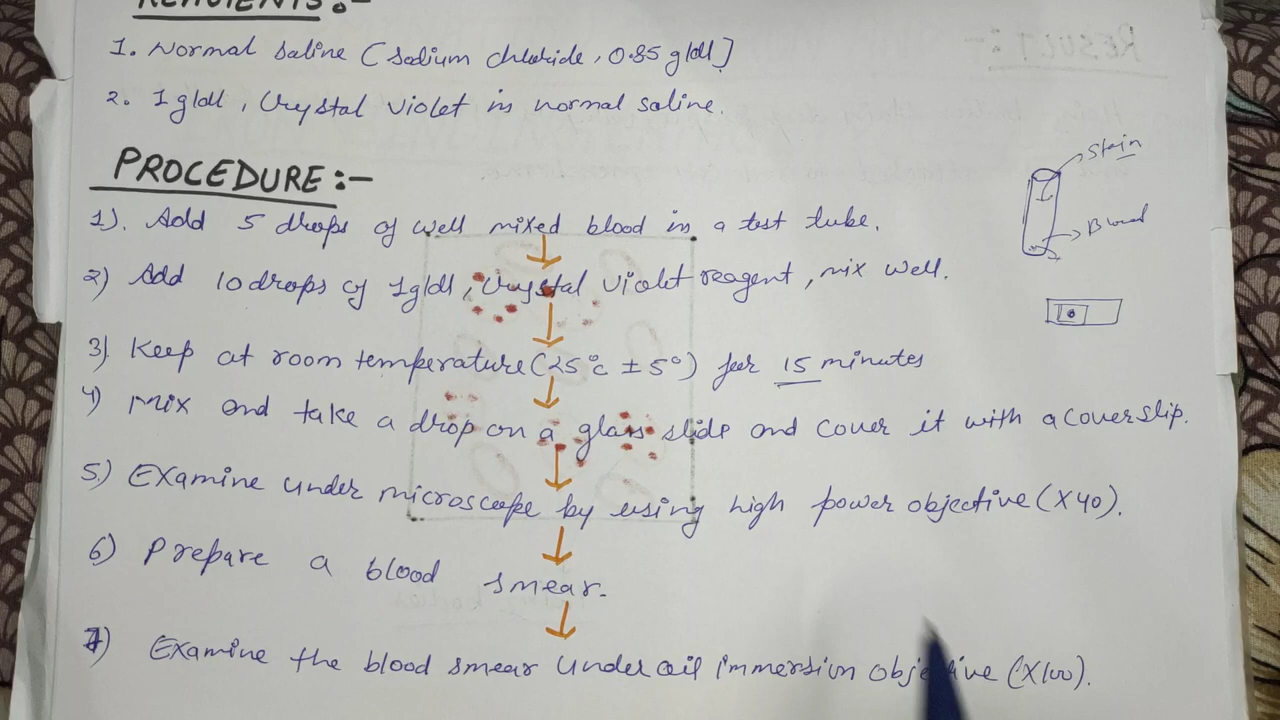 REAGENTS:-
1. Normal saline (Sodium chloride, 0.85 g/dl]
2. 1g/dl, Crystal violet in normal saline.
PROCEDURE:-
1). Add 5 drops of well mixed blood in a test tube.
Stain
Blood
2) Add 10 drops of 1g/dl, Crystal violet reagent, mix well.
3) Keep at room temperature (25°c ± 5°) for 15 minutes
4) Mix and take a drop on a glass slide and cover it with a coverslip.
5.) Examine under microscope by using high power objective (X40).
6) Prepare a blood smear.
7) Examine the blood smear under oil immersion objective (X100).
RESULT:-